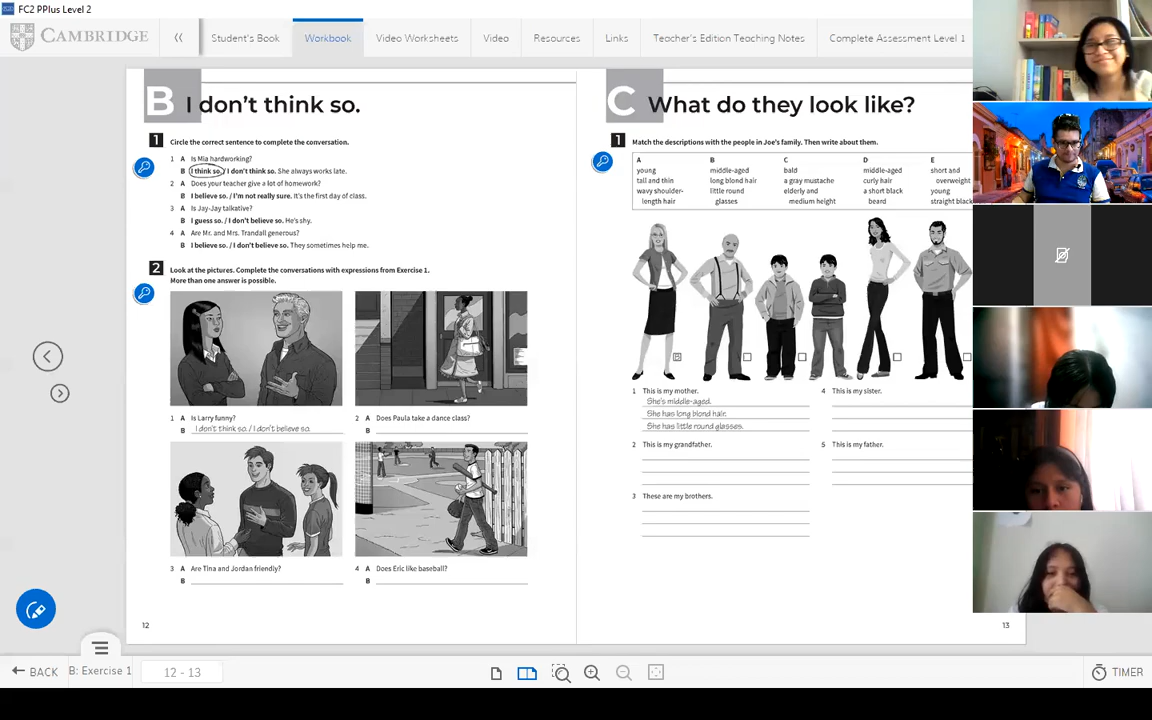 FC2 PPlus Level 2
CAMBRIDGE
Student's Book
Workbook
Video Worksheets
Video
Resources
Links
Teacher's Edition Teaching Notes
Complete Assessment Level 1
B I don't think so.
1 Circle the correct sentence to complete the conversation.
1 A Is Mia hardworking?
B I think so. / I don't think so. She always works late.
2 A Does your teacher give a lot of homework?
B I believe so. / I'm not really sure. It's the first day of class.
3 A Is Jay-Jay talkative?
B I guess so. / I don't believe so. He's shy.
4 A Are Mr. and Mrs. Trandall generous?
B I believe so. / I don't believe so. They sometimes help me.
2 Look at the pictures. Complete the conversations with expressions from Exercise 1.
More than one answer is possible.
1 A Is Larry funny?
B I don't think so. / I don't believe so.
2 A Does Paula take a dance class?
B
3 A Are Tina and Jordan friendly?
B
4 A Does Eric like baseball?
B
12
C What do they look like?
1 Match the descriptions with the people in Joe's family. Then write about them.
A
young
tall and thin
wavy shoulder-
length hair
B
middle-aged
long blond hair
little round
glasses
C
bald
a gray mustache
elderly and
medium height
D
middle-aged
curly hair
a short black
beard
E
short and
overweight
young
straight black
B
1 This is my mother.
She's middle-aged.
She has long blond hair.
She has little round glasses.
2 This is my grandfather.
3 These are my brothers.
4 This is my sister.
5 This is my father.
13
BACK
B: Exercise 1
12 - 13
TIMER